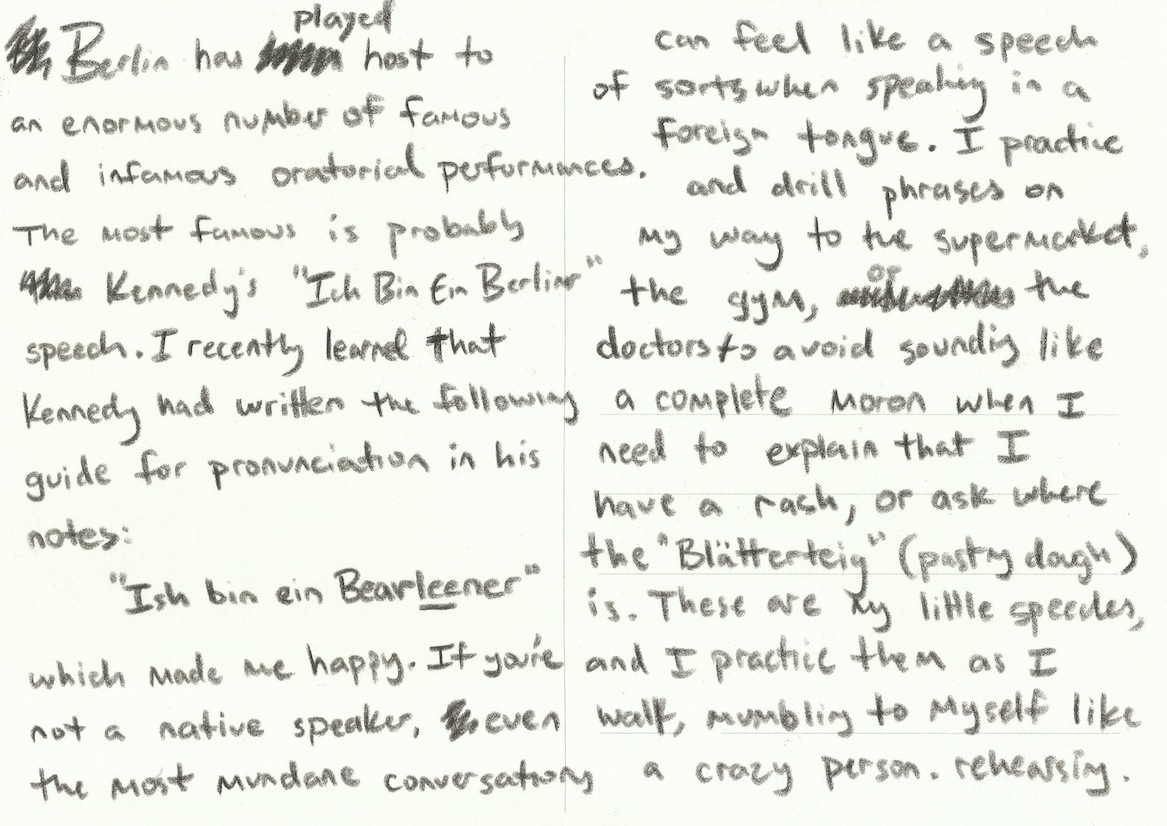 played
Berlin has host to
an enormous number of famous
and infamous oratorial performances.
The most famous is probably
Kennedy's "Ich Bin Ein Berliner"
speech. I recently learned that
Kennedy had written the following
guide for pronunciation in his
notes:
"Ish bin ein Bearleener"
which made me happy. If you're
not a native speaker, even
the most mundane conversations
can feel like a speech
of sorts when speaking in a
foreign tongue. I practice
and drill phrases on
my way to the supermarket,
or
the gym, the
doctors to avoid sounding like
a complete moron when I
need to explain that I
have a rash, or ask where
the "Blätterteig" (pastry dough)
is. These are my little speeches,
and I practice them as I
walk, mumbling to myself like
a crazy person. rehearsing.